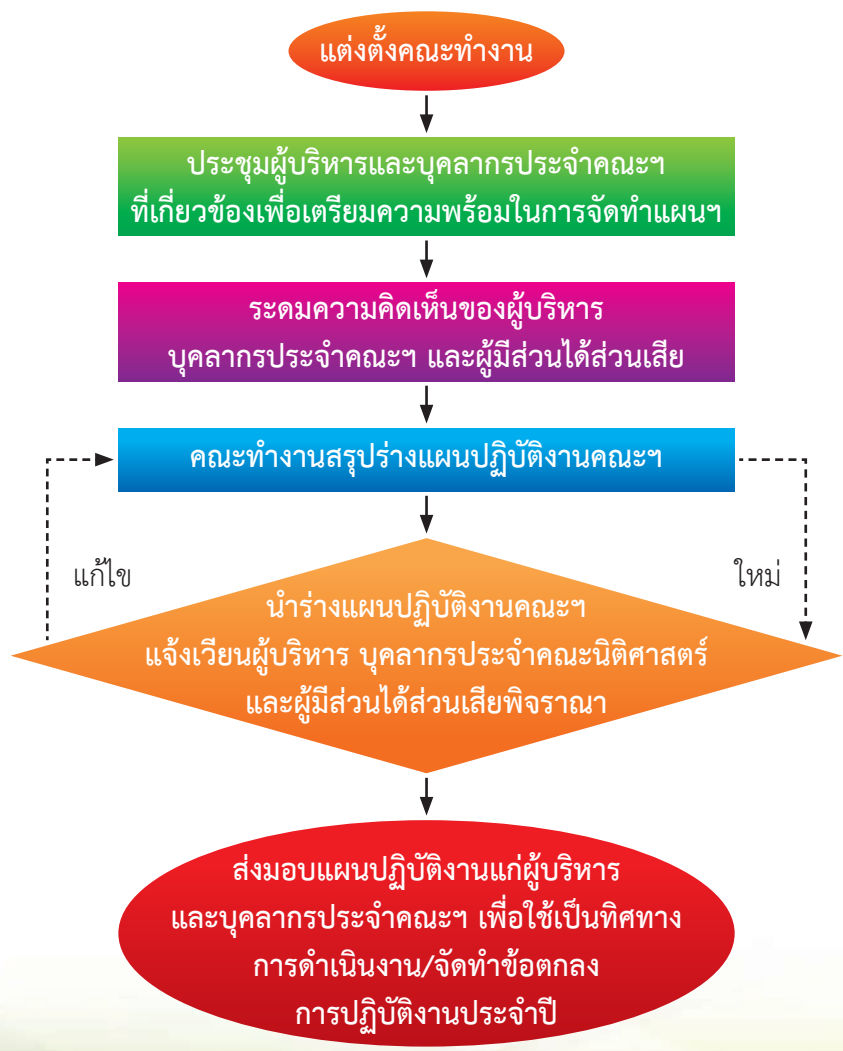 แต่งตั้งคณะทำงาน
ประชุมผู้บริหารและบุคลากรประจำคณะฯ
ที่เกี่ยวข้องเพื่อเตรียมความพร้อมในการจัดทำแผนฯ
ระดมความคิดเห็นของผู้บริหาร
บุคลากรประจำคณะฯ และผู้มีส่วนได้ส่วนเสีย
คณะทำงานสรุปร่างแผนปฏิบัติงานคณะฯ
แก้ไข
ใหม่
นำร่างแผนปฏิบัติงานคณะฯ
แจ้งเวียนผู้บริหาร บุคลากรประจำคณะนิติศาสตร์
และผู้มีส่วนได้ส่วนเสียพิจราณา
ส่งมอบแผนปฏิบัติงานแก่ผู้บริหาร
และบุคลากรประจำคณะฯ เพื่อใช้เป็นทิศทาง
การดำเนินงาน/จัดทำข้อตกลง
การปฏิบัติงานประจำปี